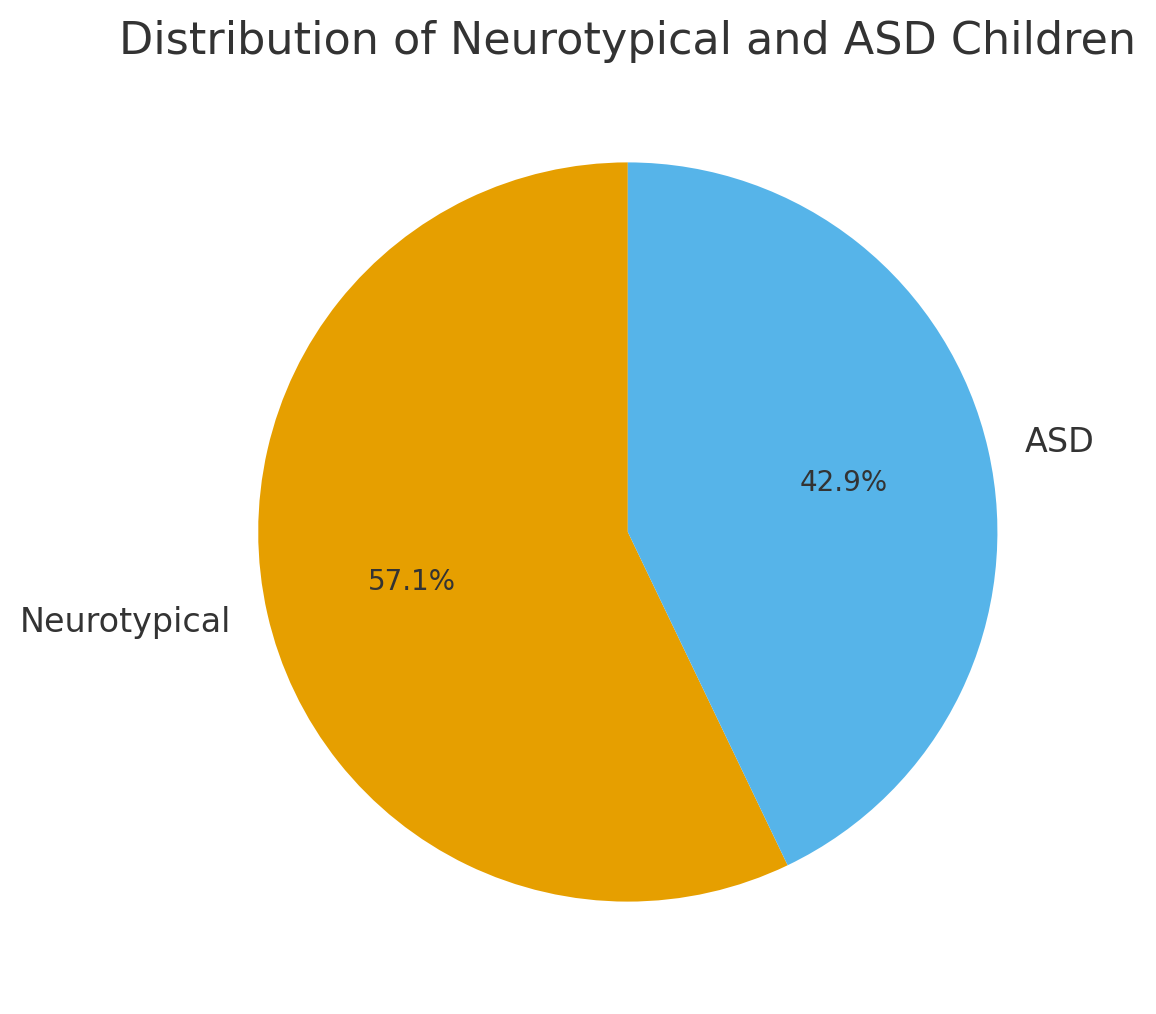 Distribution of Neurotypical and ASD Children
ASD
42.9%
57.1%
Neurotypical